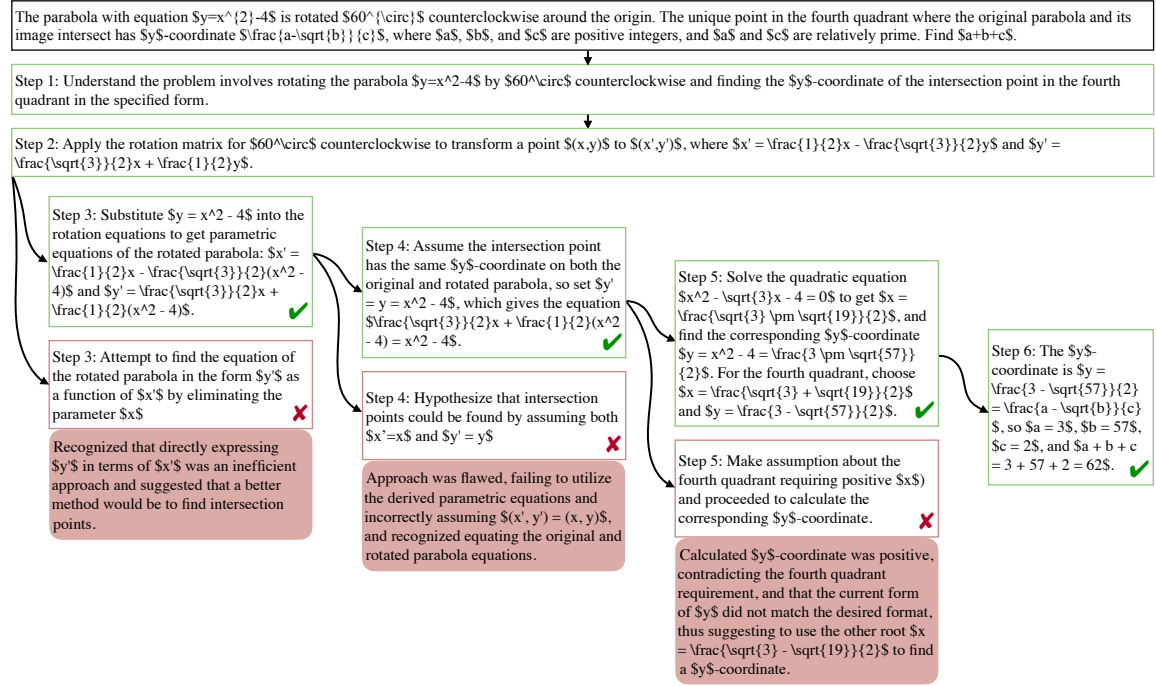 The parabola with equation $y=x^{2}-4$ is rotated $60^{\circ}$ counterclockwise around the origin. The unique point in the fourth quadrant where the original parabola and its
image intersect has $y$-coordinate $\frac{a-\sqrt{b}}{c}$, where $a$, $b$, and $c$ are positive integers, and $a$ and $c$ are relatively prime. Find $a+b+c$.
Step 1: Understand the problem involves rotating the parabola $y=x^2-4$ by $60^\circ$ counterclockwise and finding the $y$-coordinate of the intersection point in the fourth
quadrant in the specified form.
Step 2: Apply the rotation matrix for $60^\circ$ counterclockwise to transform a point $(x,y)$ to $(x',y')$, where $x' = \frac{1}{2}x - \frac{\sqrt{3}}{2}y$ and $y' =
\frac{\sqrt{3}}{2}x + \frac{1}{2}y$.
Step 3: Substitute $y = x^2 - 4$ into the
rotation equations to get parametric
equations of the rotated parabola: $x' =
\frac{1}{2}x - \frac{\sqrt{3}}{2}(x^2 -
4)$ and $y' = \frac{\sqrt{3}}{2}x +
\frac{1}{2}(x^2 - 4)$.
Step 3: Attempt to find the equation of
the rotated parabola in the form $y'$ as
a function of $x'$ by eliminating the
parameter $x$
Recognized that directly expressing
$y'$ in terms of $x'$ was an inefficient
approach and suggested that a better
method would be to find intersection
points.
Step 4: Assume the intersection point
has the same $y$-coordinate on both the
original and rotated parabola, so set $y'
= y = x^2 - 4$, which gives the equation
$\frac{\sqrt{3}}{2}x + \frac{1}{2}(x^2
- 4) = x^2 - 4$.
Step 4: Hypothesize that intersection
points could be found by assuming both
$x'=x$ and $y' = y$
Approach was flawed, failing to utilize
the derived parametric equations and
incorrectly assuming $(x', y') = (x, y)$,
and recognized equating the original and
rotated parabola equations.
Step 5: Solve the quadratic equation
$x^2 - \sqrt{3}x - 4 = 0$ to get $x =
\frac{\sqrt{3} \pm \sqrt{19}}{2}$, and
find the corresponding $y$-coordinate
$y = x^2 - 4 = \frac{3 \pm \sqrt{57}}
{2}$. For the fourth quadrant, choose
$x = \frac{\sqrt{3} + \sqrt{19}}{2}$
and $y = \frac{3 - \sqrt{57}}{2}$.
Step 5: Make assumption about the
fourth quadrant requiring positive $x$)
and proceeded to calculate the
corresponding $y$-coordinate.
Calculated $y$-coordinate was positive,
contradicting the fourth quadrant
requirement, and that the current form
of $y$ did not match the desired format,
thus suggesting to use the other root $x
= \frac{\sqrt{3} - \sqrt{19}}{2}$ to find
a $y$-coordinate.
Step 6: The $y$-
coordinate is $y =
\frac{3 - \sqrt{57}}{2}
= \frac{a - \sqrt{b}}{c}
$, so $a = 3$, $b = 57$,
$c = 2$, and $a + b + c
= 3 + 57 + 2 = 62$.